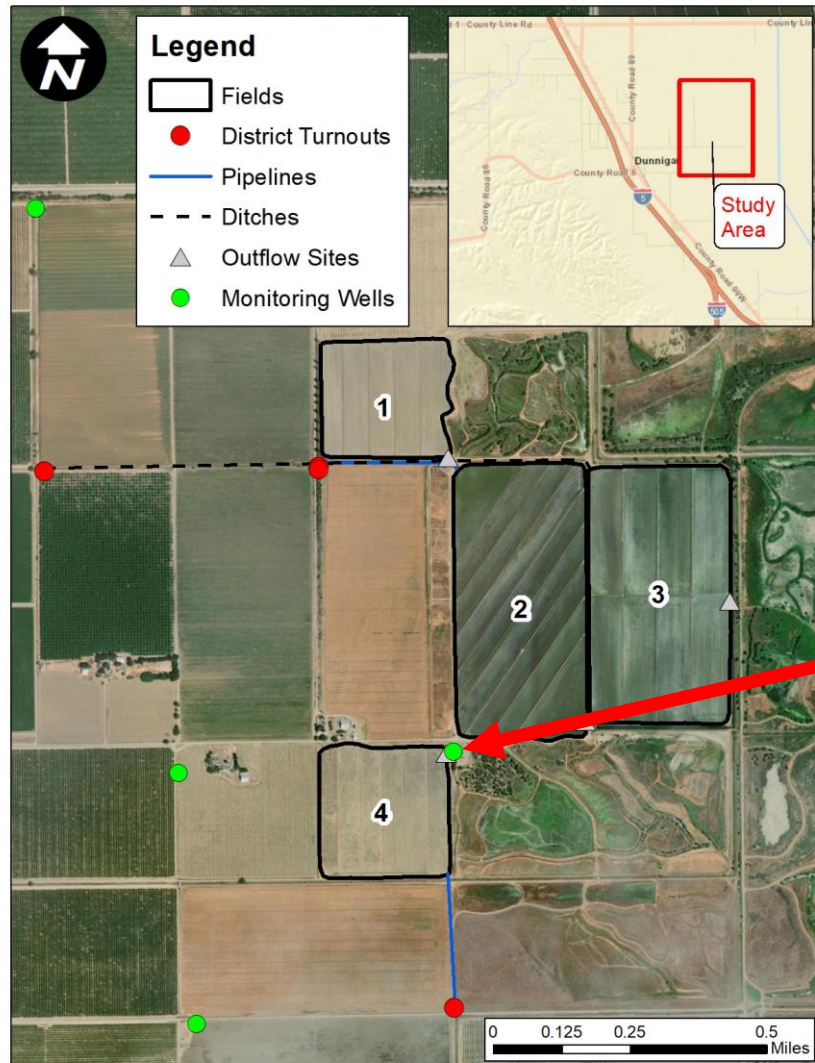 N
Legend
Fields
District Turnouts
Pipelines
Ditches
Outflow Sites
Monitoring Wells
County Line Rd
County Road 89
County Road 6
County Road 86
Dunnigan
5
County Road 99W
505
Study
Area
1
2
3
4
0 0.125 0.25 0.5
Miles